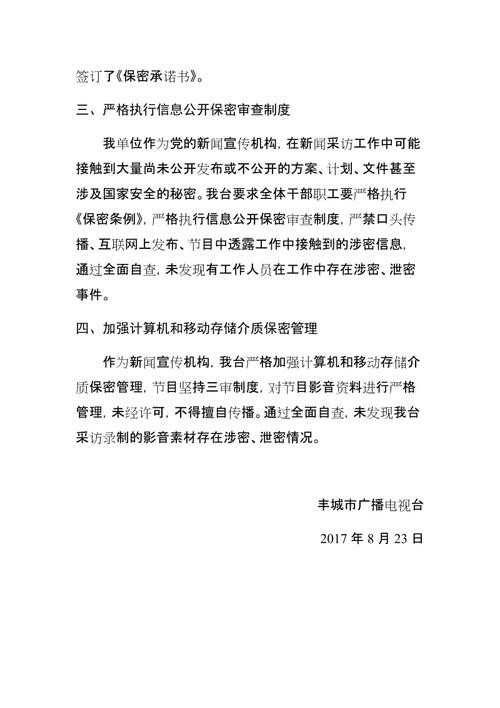 签订了《保密承诺书》。
三、严格执行信息公开保密审查制度
我单位作为党的新闻宣传机构，在新闻采访工作中可能
接触到大量尚未公开发布或不公开的方案、计划、文件甚至
涉及国家安全的秘密。我台要求全体干部职工要严格执行
《保密条例》，严格执行信息公开保密审查制度，严禁口头传
播、互联网上发布、节目中透露工作中接触到的涉密信息，
通过全面自查，未发现有工作人员在工作中存在涉密、泄密
事件。
四、加强计算机和移动存储介质保密管理
作为新闻宣传机构，我台严格加强计算机和移动存储介
质保密管理，节目坚持三审制度，对节目影音资料进行严格
管理，未经许可，不得擅自传播。通过全面自查，未发现我台
采访录制的影音素材存在涉密、泄密情况。
丰城市广播电视台
2017 年 8 月 23 日